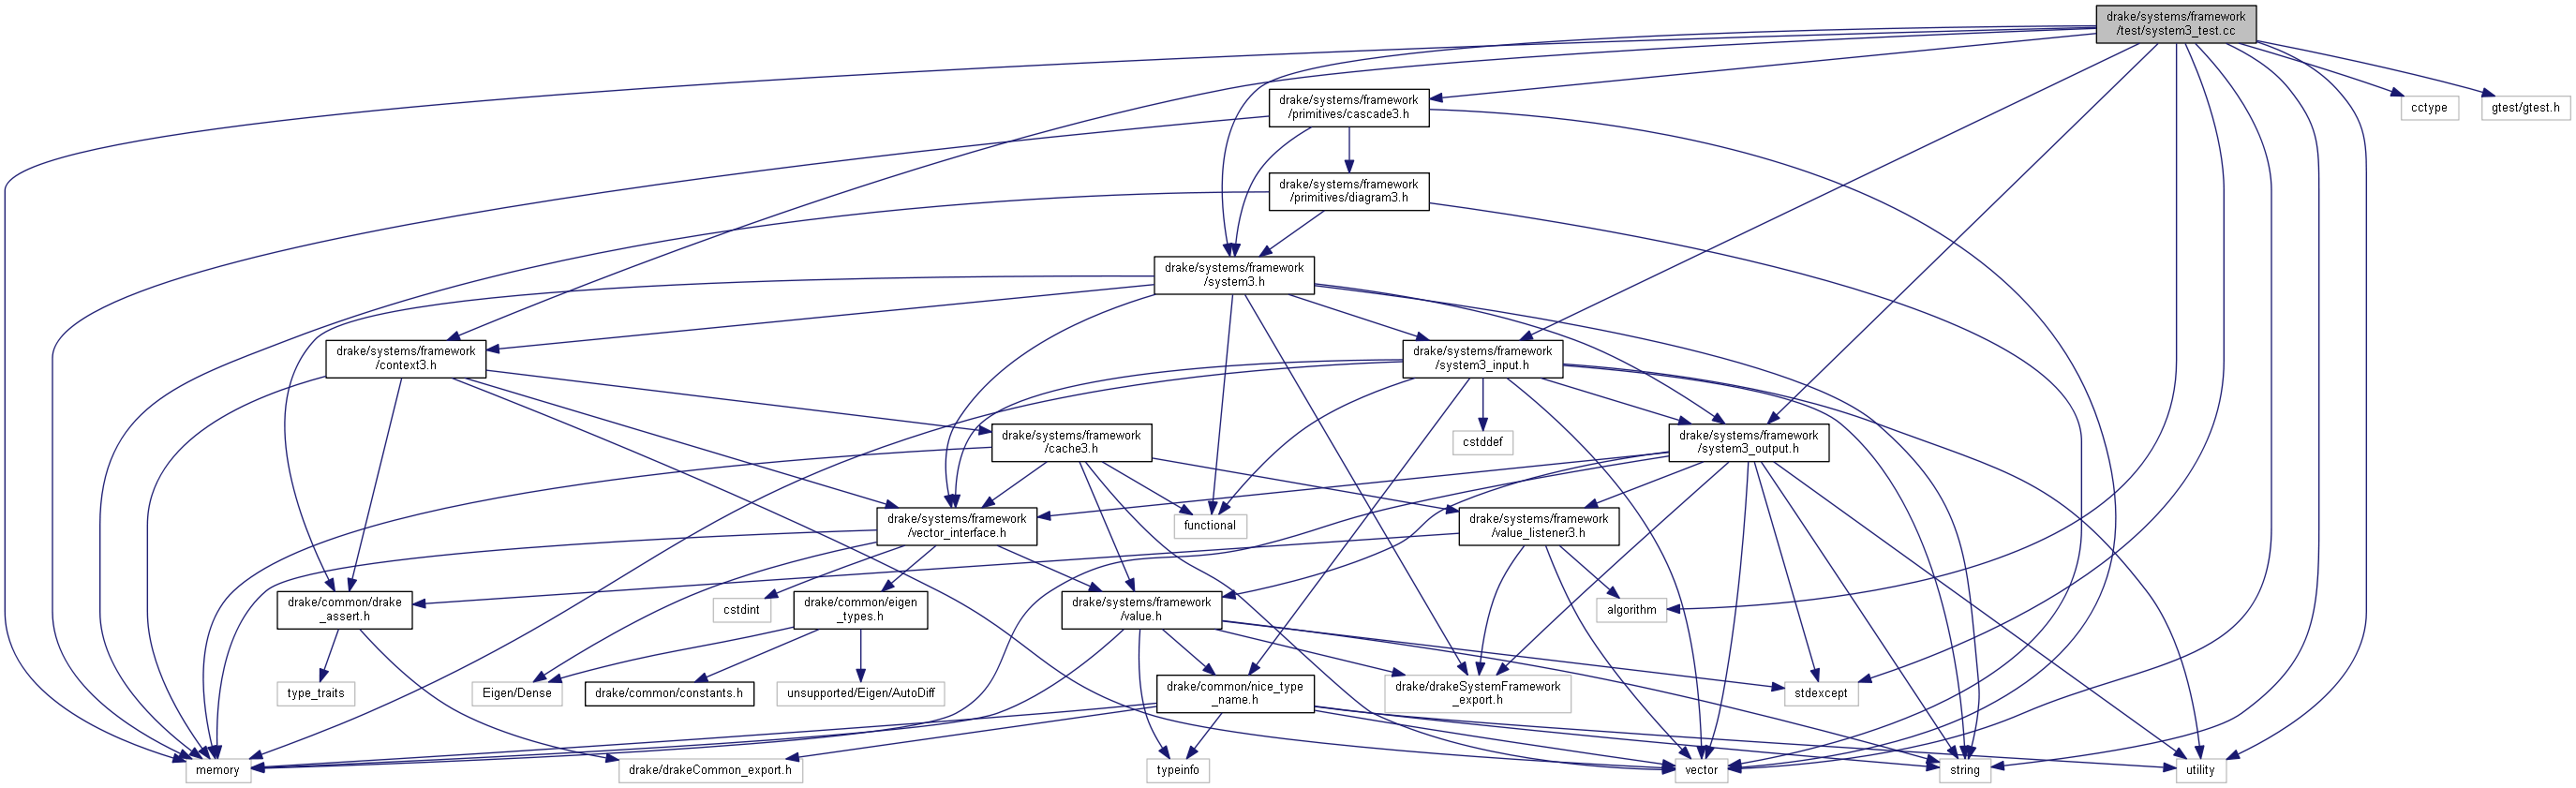 drake/systems/framework
/test/system3_test.cc
drake/systems/framework
/primitives/cascade3.h
cctype
gtest/gtest.h
drake/systems/framework
/primitives/diagram3.h
drake/systems/framework
/system3.h
drake/systems/framework
/context3.h
drake/systems/framework
/system3_input.h
drake/systems/framework
/cache3.h
cstddef
drake/systems/framework
/system3_output.h
drake/systems/framework
/vector_interface.h
functional
drake/systems/framework
/value_listener3.h
drake/common/drake
_assert.h
cstdint
drake/common/eigen
_types.h
drake/systems/framework
/value.h
algorithm
type_traits
Eigen/Dense
drake/common/constants.h
unsupported/Eigen/AutoDiff
drake/common/nice_type
_name.h
drake/drakeSystemFramework
_export.h
stdexcept
memory
drake/drakeCommon_export.h
typeinfo
vector
string
utility